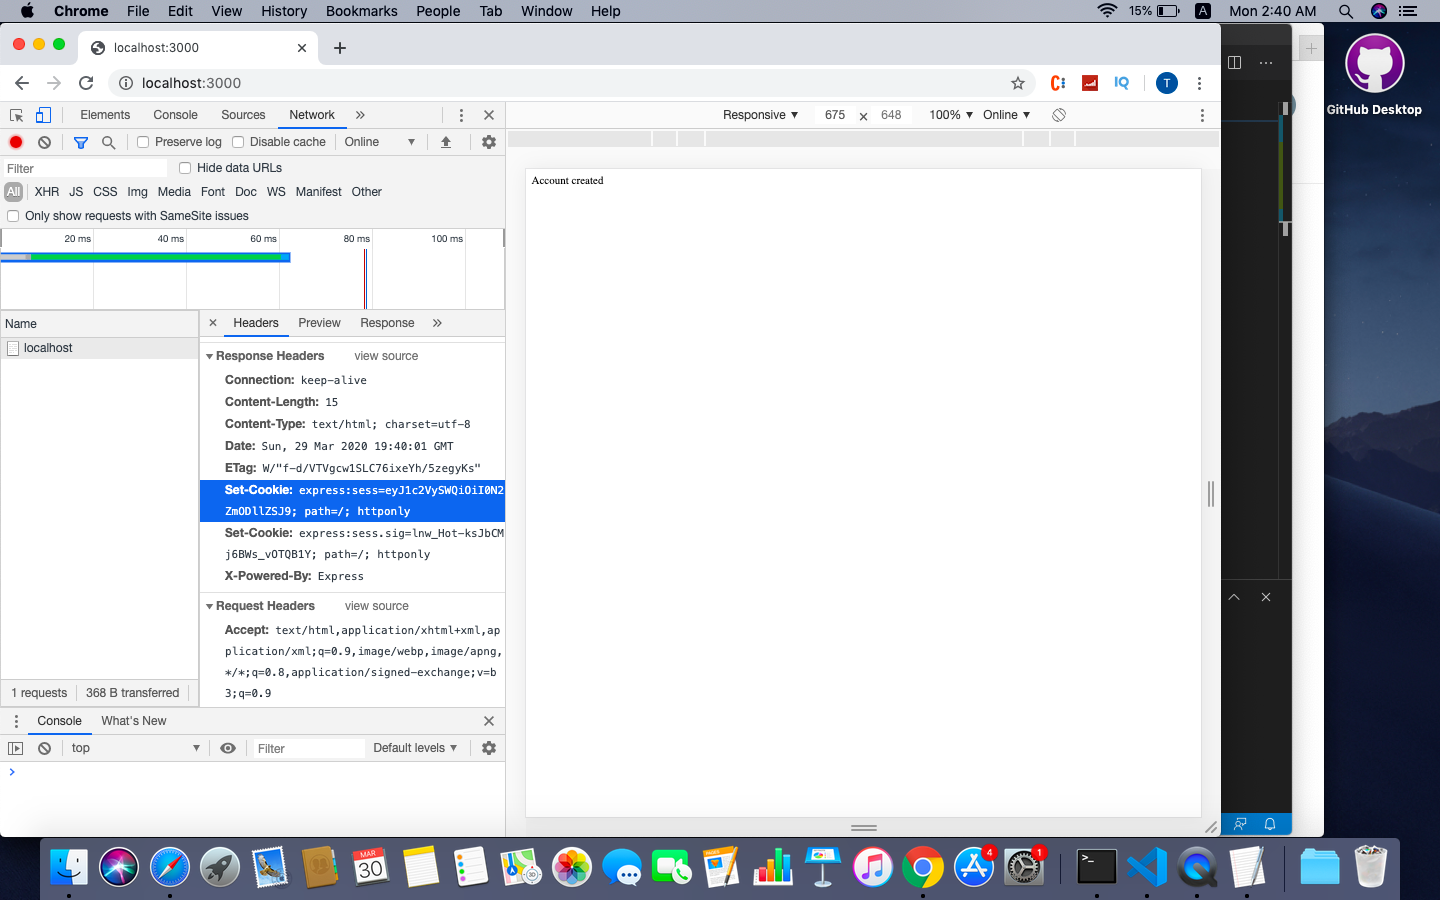 Chrome File Edit View History Bookmarks People Tab Window Help 15% A Mon 2:40 AM
localhost:3000
localhost:3000 T
GitHub Desktop
Elements Console Sources Network
Responsive 675 648 100% Online
Preserve log Disable cache Online
Filter Hide data URLs
All XHR JS CSS Img Media Font Doc WS Manifest Other
Only show requests with SameSite issues
20 ms 40 ms 60 ms 80 ms 100 ms
Account created
Name
Headers Preview Response
localhost
Response Headers view source
Connection: keep-alive
Content-Length: 15
Content-Type: text/html; charset=utf-8
Date: Sun, 29 Mar 2020 19:40:01 GMT
ETag: W/"f-d/VTVgcw1SLC76ixeYh/5zegyKs"
Set-Cookie: express:sess=eyJ1c2VySWQiOiI0N2
ZmODllZSJ9; path=/; httponly
Set-Cookie: express:sess.sig=lnw_Hot-ksJbCM
j6BWs_vOTQB1Y; path=/; httponly
X-Powered-By: Express
Request Headers view source
Accept: text/html,application/xhtml+xml,ap
plication/xml;q=0.9,image/webp,image/apng,
*/*;q=0.8,application/signed-exchange;v=b
3;q=0.9
1 requests 368 B transferred
Console What's New
top Filter Default levels
MAR
30
4
1